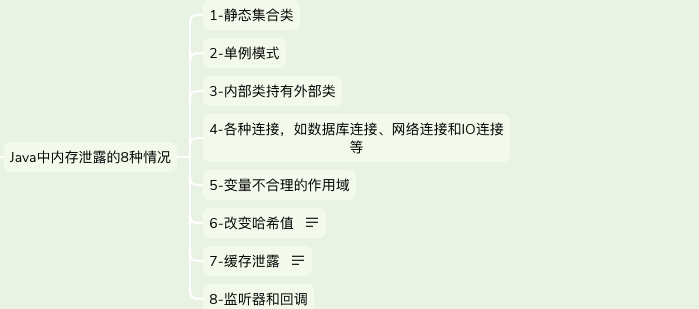 1-静态集合类
2-单例模式
3-内部类持有外部类
4-各种连接，如数据库连接、网络连接和IO连接
等
Java中内存泄露的8种情况
5-变量不合理的作用域
6-改变哈希值
7-缓存泄露
8-监听器和回调